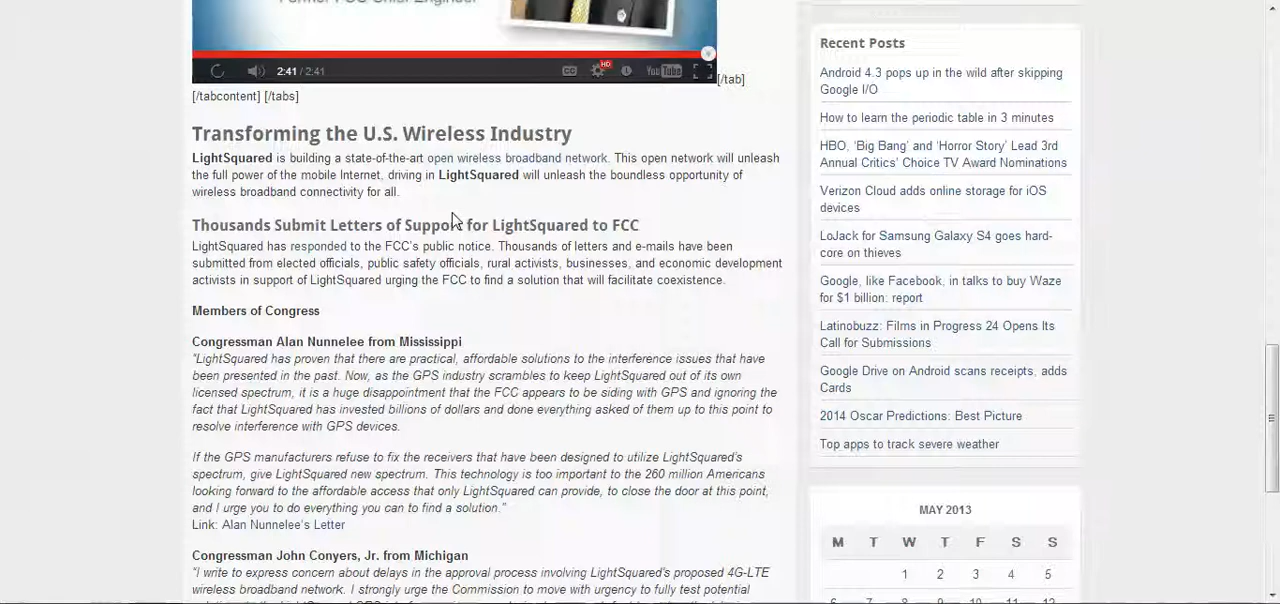 Former FCC Chief Engineer
2:41 / 2:41
CC
HD
You Tube
[/tab]
[/tabcontent] [/tabs]
Transforming the U.S. Wireless Industry
LightSquared is building a state-of-the-art open wireless broadband network. This open network will unleash
the full power of the mobile Internet, driving in LightSquared will unleash the boundless opportunity of
wireless broadband connectivity for all.
Thousands Submit Letters of Support for LightSquared to FCC
LightSquared has responded to the FCC's public notice. Thousands of letters and e-mails have been
submitted from elected officials, public safety officials, rural activists, businesses, and economic development
activists in support of LightSquared urging the FCC to find a solution that will facilitate coexistence.
Members of Congress
Congressman Alan Nunnelee from Mississippi
"LightSquared has proven that there are practical, affordable solutions to the interference issues that have
been presented in the past. Now, as the GPS industry scrambles to keep LightSquared out of its own
licensed spectrum, it is a huge disappointment that the FCC appears to be siding with GPS and ignoring the
fact that LightSquared has invested billions of dollars and done everything asked of them up to this point to
resolve interference with GPS devices.
If the GPS manufacturers refuse to fix the receivers that have been designed to utilize LightSquared's
spectrum, give LightSquared new spectrum. This technology is too important to the 260 million Americans
looking forward to the affordable access that only LightSquared can provide, to close the door at this point,
and I urge you to do everything you can to find a solution."
Link: Alan Nunnelee's Letter
Congressman John Conyers, Jr. from Michigan
"I write to express concern about delays in the approval process involving LightSquared's proposed 4G-LTE
wireless broadband network. I strongly urge the Commission to move with urgency to fully test potential
Recent Posts
Android 4.3 pops up in the wild after skipping
Google I/O
How to learn the periodic table in 3 minutes
HBO, 'Big Bang' and 'Horror Story' Lead 3rd
Annual Critics' Choice TV Award Nominations
Verizon Cloud adds online storage for iOS
devices
LoJack for Samsung Galaxy S4 goes hard-
core on thieves
Google, like Facebook, in talks to buy Waze
for $1 billion: report
Latinobuzz: Films in Progress 24 Opens Its
Call for Submissions
Google Drive on Android scans receipts, adds
Cards
2014 Oscar Predictions: Best Picture
Top apps to track severe weather
MAY 2013
M T W T F S S
1 2 3 4 5
6 7 8 9 10 11 12